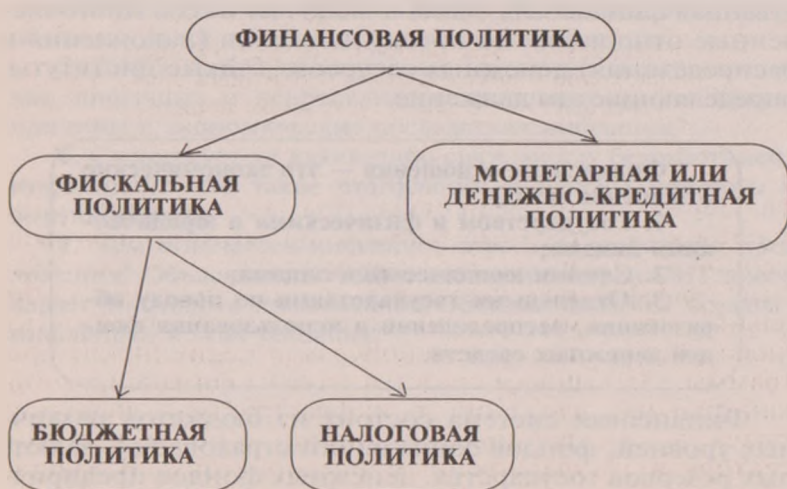 ФИНАНСОВАЯ ПОЛИТИКА
ФИСКАЛЬНАЯ
ПОЛИТИКА
МОНЕТАРНАЯ ИЛИ
ДЕНЕЖНО-КРЕДИТНАЯ
ПОЛИТИКА
БЮДЖЕТНАЯ
ПОЛИТИКА
НАЛОГОВАЯ
ПОЛИТИКА